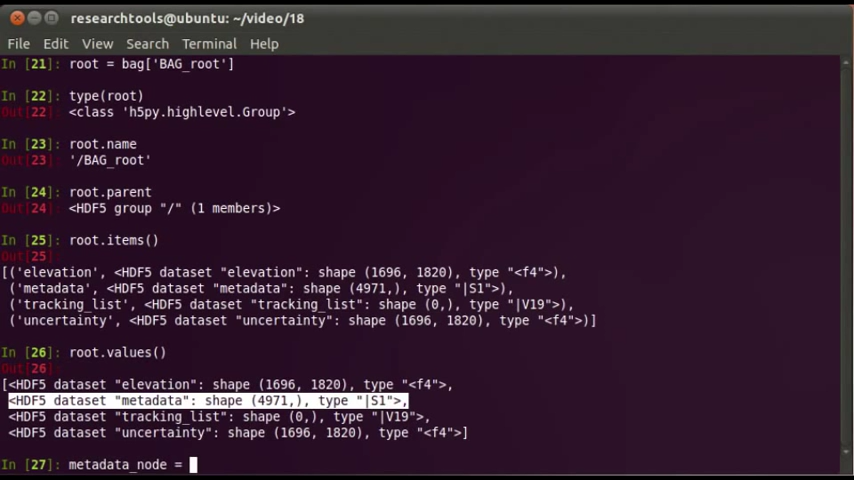 researchtools@ubuntu: ~/video/18
File Edit View Search Terminal Help
In [21]: root = bag['BAG_root']
In [22]: type(root)
Out[22]: <class 'h5py.highlevel.Group'>
In [23]: root.name
Out[23]: '/BAG_root'
In [24]: root.parent
Out[24]: <HDF5 group "/" (1 members)>
In [25]: root.items()
Out[25]:
[('elevation', <HDF5 dataset "elevation": shape (1696, 1820), type "<f4">),
('metadata', <HDF5 dataset "metadata": shape (4971,), type "|S1">),
('tracking_list', <HDF5 dataset "tracking_list": shape (0,), type "|V19">),
('uncertainty', <HDF5 dataset "uncertainty": shape (1696, 1820), type "<f4">)]
In [26]: root.values()
Out[26]:
[<HDF5 dataset "elevation": shape (1696, 1820), type "<f4">,
<HDF5 dataset "metadata": shape (4971,), type "|S1">,
<HDF5 dataset "tracking_list": shape (0,), type "|V19">,
<HDF5 dataset "uncertainty": shape (1696, 1820), type "<f4">]
In [27]: metadata_node =